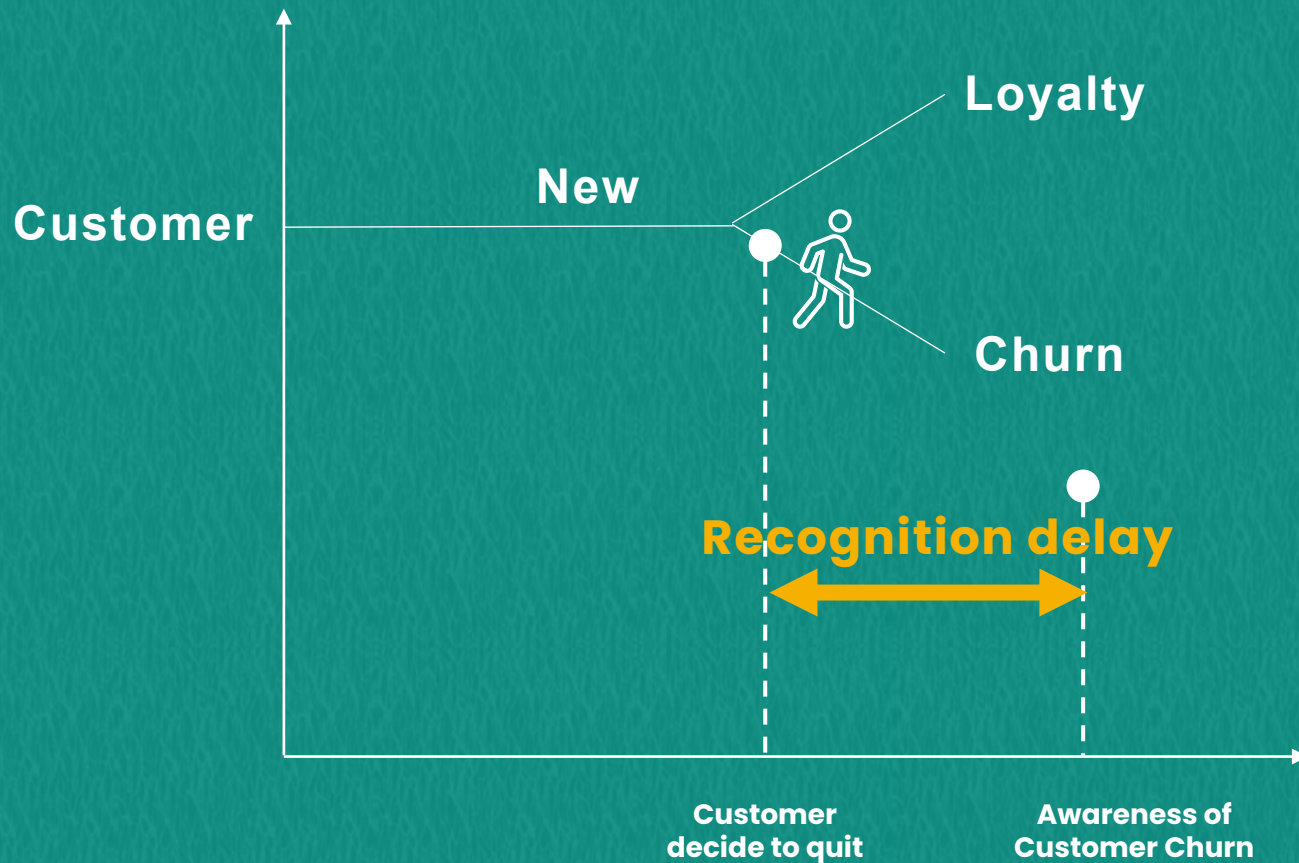 Loyalty
New
Customer
Churn
Recognition delay
Customer
decide to quit
Awareness of
Customer Churn